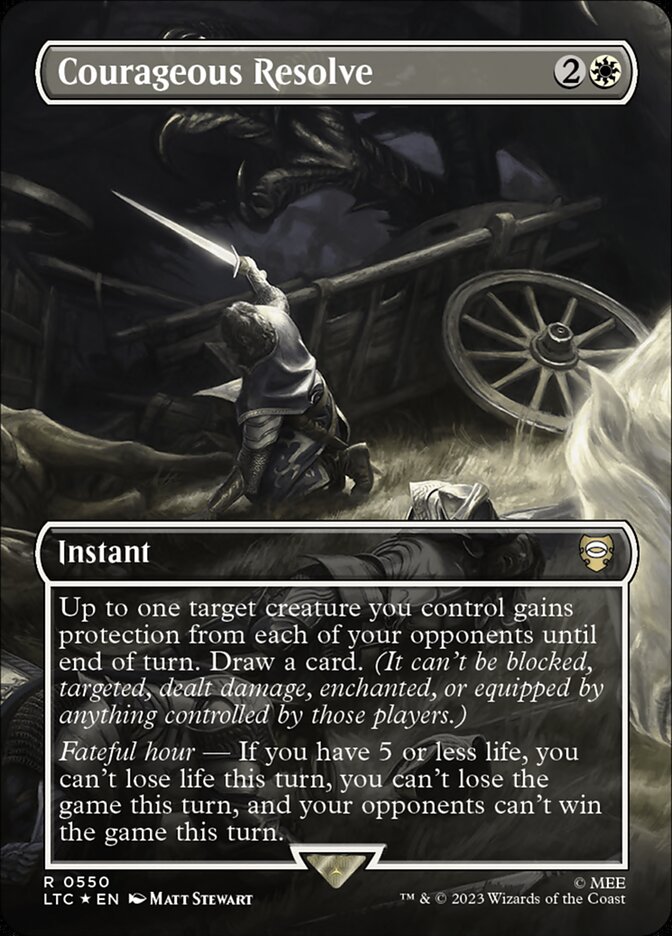 Courageous Resolve 2
Instant
Up to one target creature you control gains
protection from each of your opponents until
end of turn. Draw a card. (It can't be blocked,
targeted, dealt damage, enchanted, or equipped by
anything controlled by those players.)
Fateful hour — If you have 5 or less life, you
can't lose life this turn, you can't lose the
game this turn, and your opponents can't win
the game this turn.
R 0550
LTC ★ EN Matt Stewart
© MEE
™ & © 2023 Wizards of the Coast